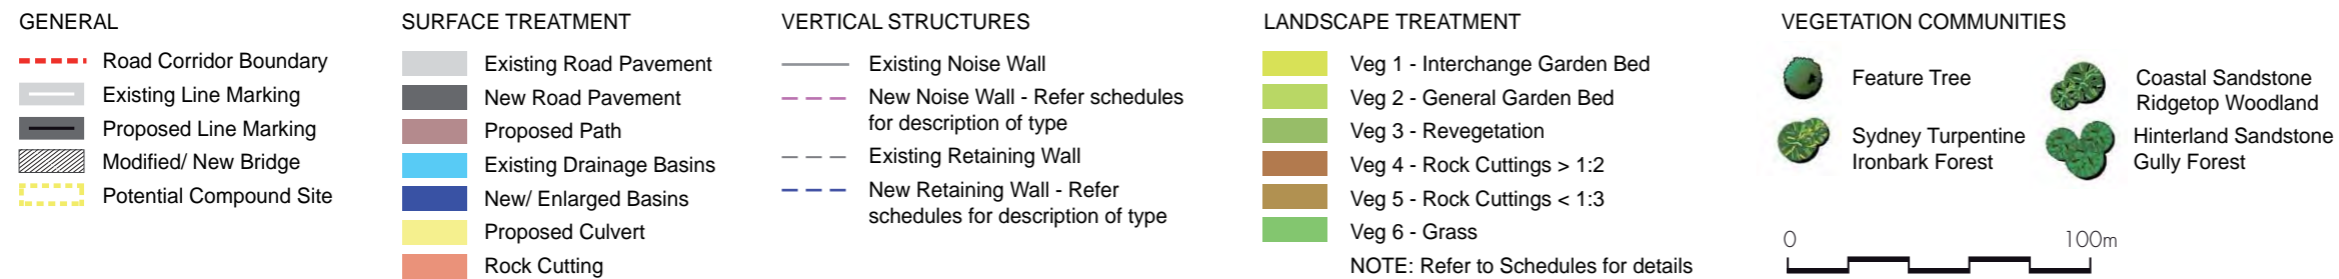 GENERAL
Road Corridor Boundary
Existing Line Marking
Proposed Line Marking
Modified/ New Bridge
Potential Compound Site
SURFACE TREATMENT
Existing Road Pavement
New Road Pavement
Proposed Path
Existing Drainage Basins
New/ Enlarged Basins
Proposed Culvert
Rock Cutting
VERTICAL STRUCTURES
Existing Noise Wall
New Noise Wall - Refer schedules
for description of type
Existing Retaining Wall
New Retaining Wall - Refer
schedules for description of type
LANDSCAPE TREATMENT
Veg 1 - Interchange Garden Bed
Veg 2 - General Garden Bed
Veg 3 - Revegetation
Veg 4 - Rock Cuttings > 1:2
Veg 5 - Rock Cuttings < 1:3
Veg 6 - Grass
NOTE: Refer to Schedules for details
VEGETATION COMMUNITIES
Feature Tree
Sydney Turpentine
Ironbark Forest
Coastal Sandstone
Ridgetop Woodland
Hinterland Sandstone
Gully Forest
0 100m